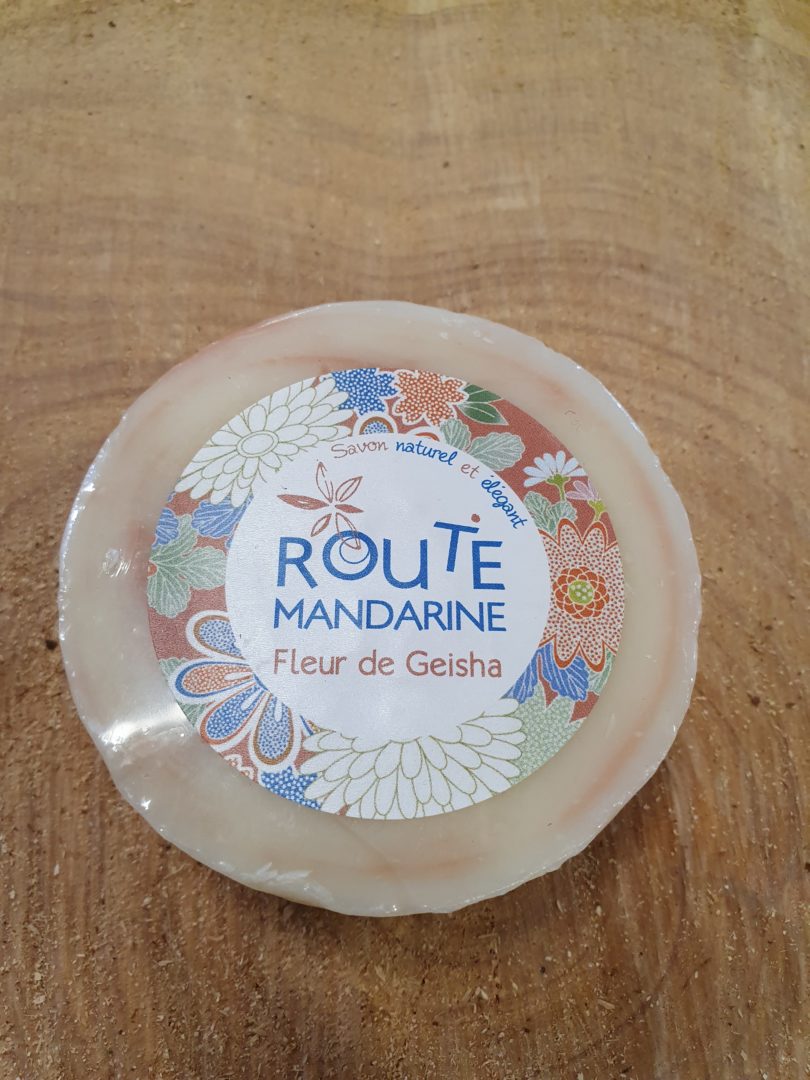 Savon naturel et élégant
ROUTE
MANDARINE
Fleur de Geisha